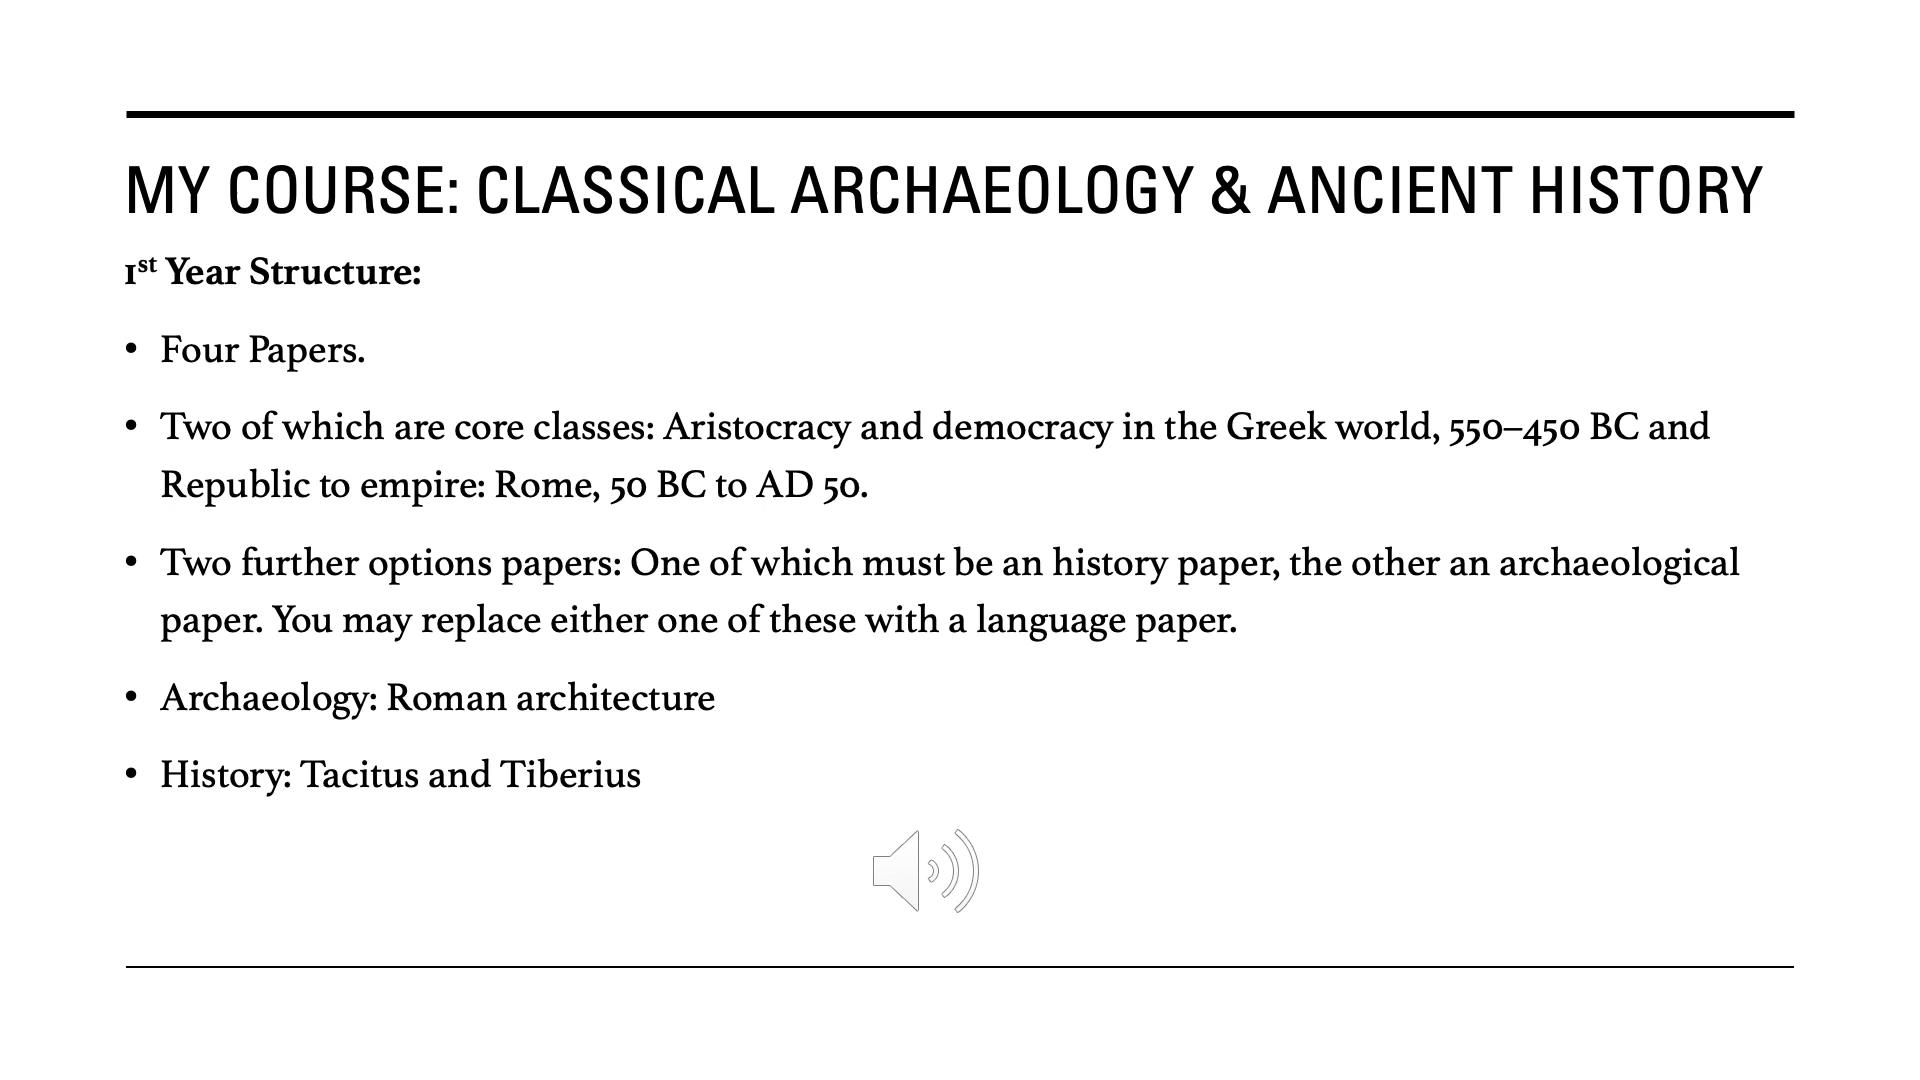 MY COURSE: CLASSICAL ARCHAEOLOGY & ANCIENT HISTORY
1st Year Structure:
• Four Papers.
• Two of which are core classes: Aristocracy and democracy in the Greek world, 550–450 BC and
Republic to empire: Rome, 50 BC to AD 50.
• Two further options papers: One of which must be an history paper, the other an archaeological
paper. You may replace either one of these with a language paper.
• Archaeology: Roman architecture
• History: Tacitus and Tiberius